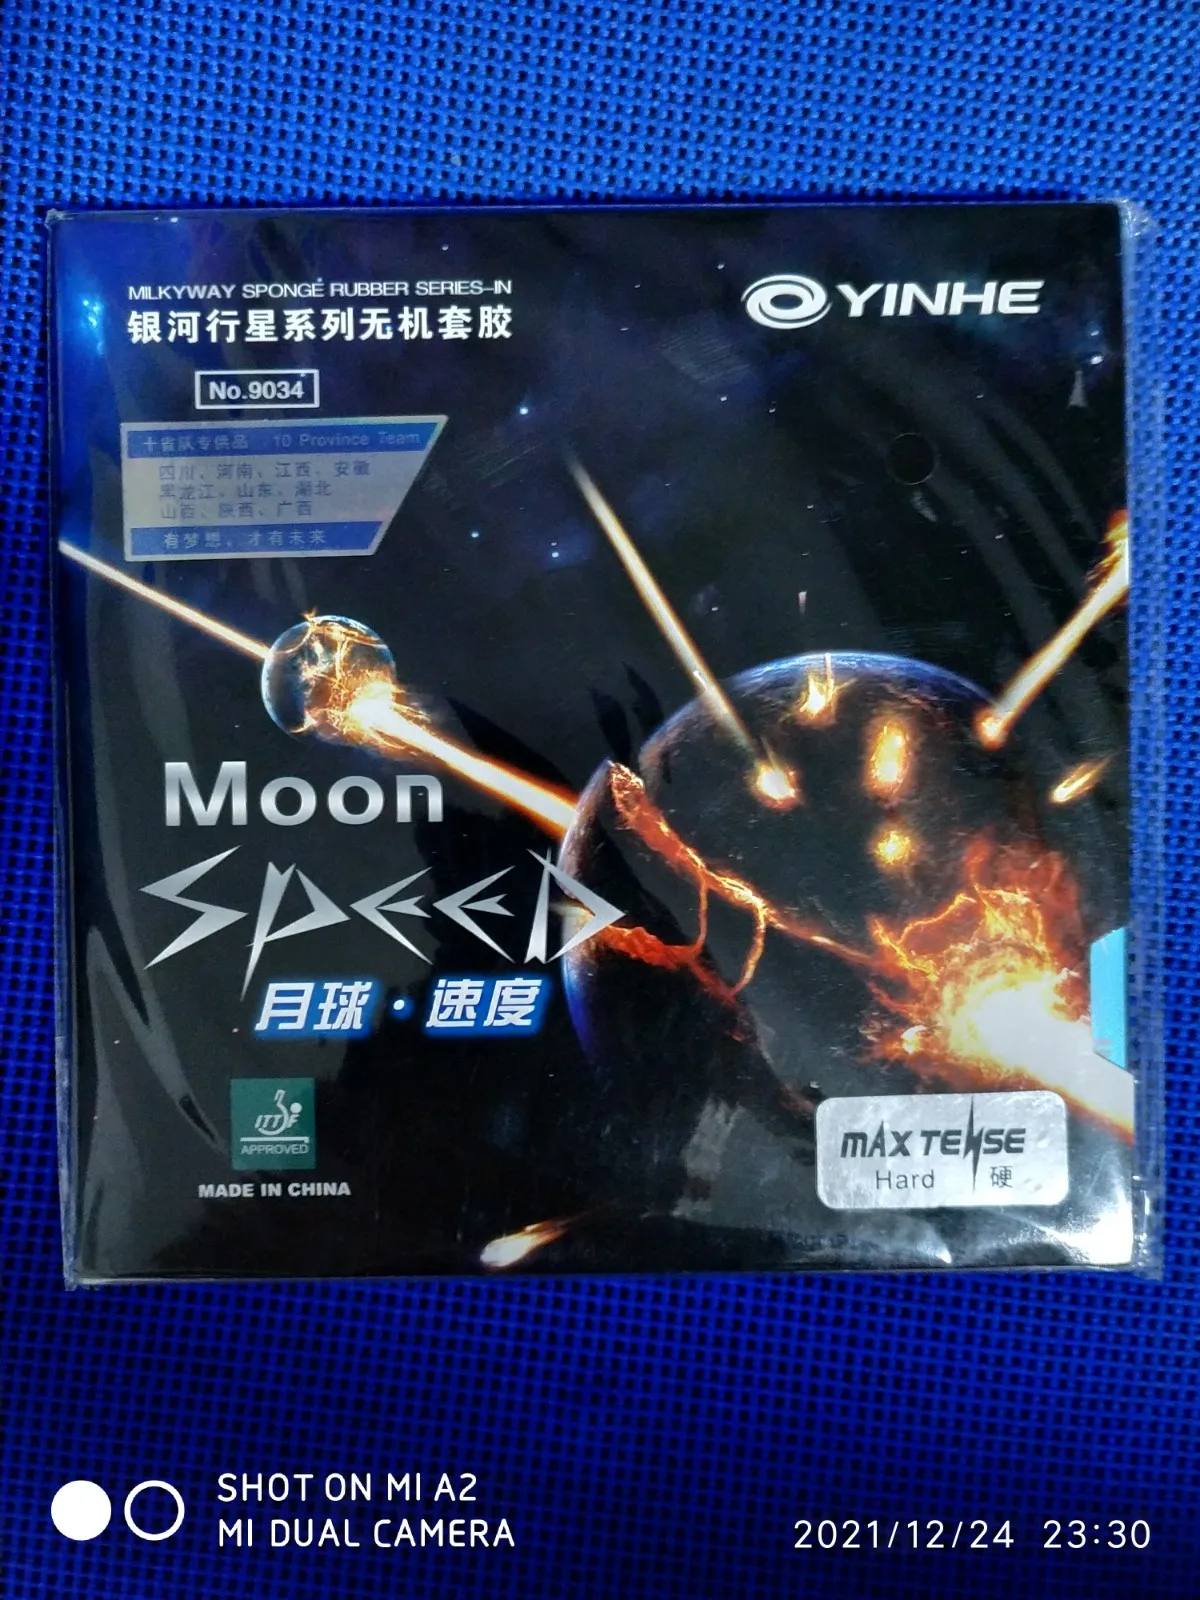 MILKYWAY SPONGE RUBBER SERIES-IN
银河行星系列无机套胶
YINHE
No.9034
十省队专供品 10 Province Team
四川、河南、江西、安徽
黑龙江、山东、湖北
山西、陕西、广西
有梦想、才有未来
Moon
SPEED
月球·速度
ITTF
APPROVED
MADE IN CHINA
MAX TENSE
Hard 硬
SHOT ON MI A2
MI DUAL CAMERA
2021/12/24 23:30